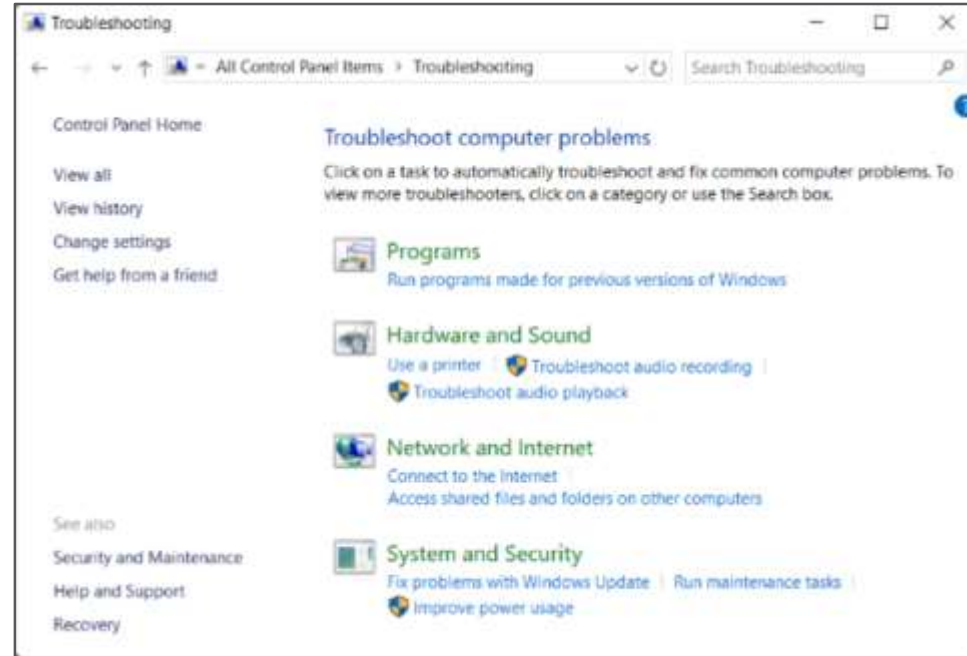 Troubleshooting
All Control Panel Items > Troubleshooting
Search Troubleshooting
Control Panel Home
View all
View history
Change settings
Get help from a friend
See also
Security and Maintenance
Help and Support
Recovery
Troubleshoot computer problems
Click on a task to automatically troubleshoot and fix common computer problems. To
view more troubleshooters, click on a category or use the Search box.
Programs
Run programs made for previous versions of Windows
Hardware and Sound
Use a printer | Troubleshoot audio recording |
Troubleshoot audio playback
Network and Internet
Connect to the Internet |
Access shared files and folders on other computers
System and Security
Fix problems with Windows Update | Run maintenance tasks |
Improve power usage